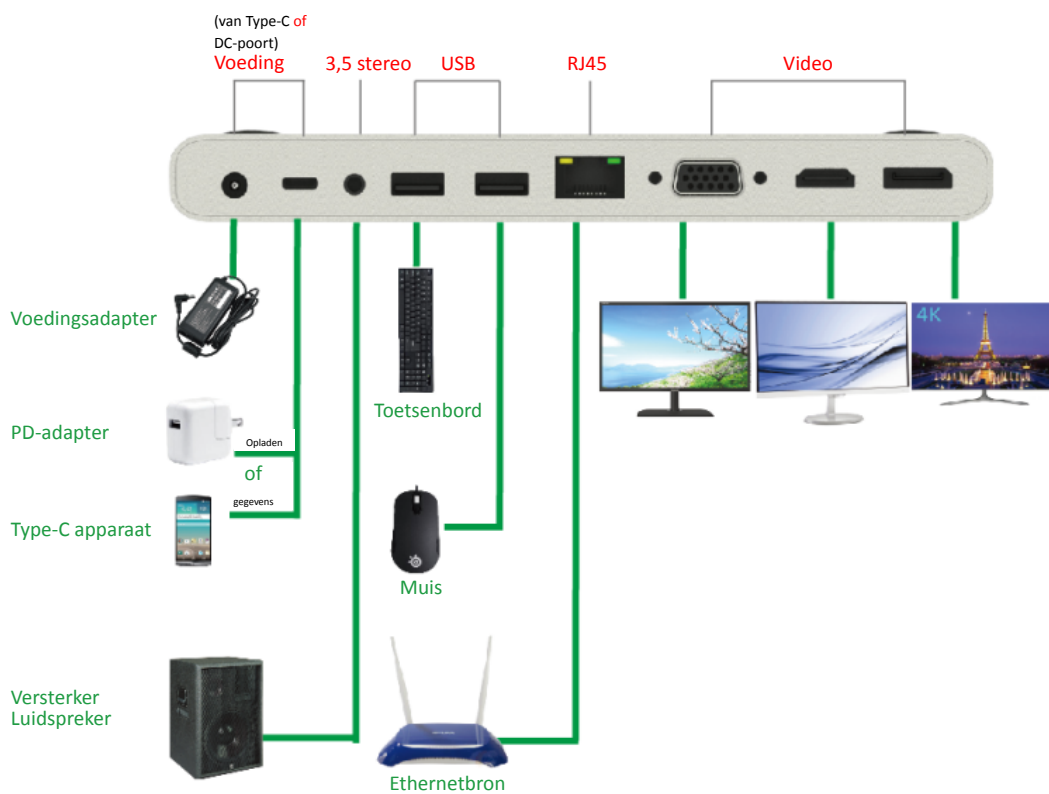 (van Type-C of
DC-poort)
Voeding
3,5 stereo
USB
RJ45
Video
Voedingsadapter
4K
Toetsenbord
PD-adapter
Opladen
of
gegevens
Type-C apparaat
Muis
Versterker
Luidspreker
Ethernetbron